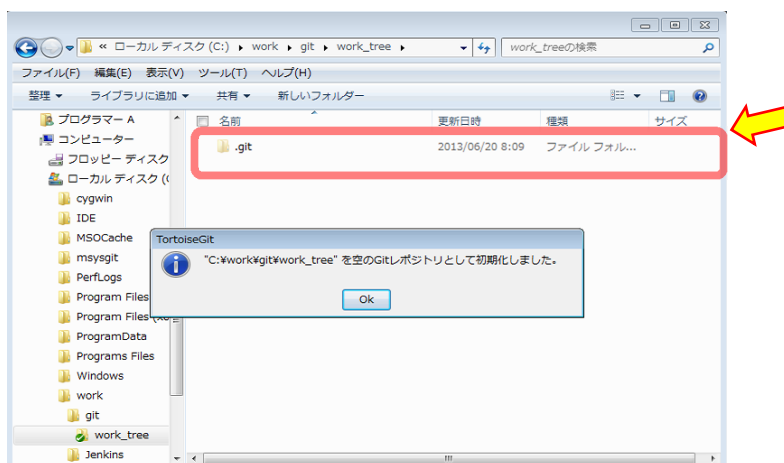 « ローカル ディスク (C:) ▸ work ▸ git ▸ work_tree ▸
work_treeの検索
ファイル(F) 編集(E) 表示(V) ツール(T) ヘルプ(H)
整理 ▼ ライブラリに追加 ▼ 共有 ▼ 新しいフォルダー
プログラマー A
コンピューター
フロッピー ディスク
ローカル ディスク (
cygwin
IDE
MSOCache
msysgit
PerfLogs
Program Files
Program Files
ProgramData
Programs Files
Windows
work
git
work_tree
Jenkins
名前 更新日時 種類 サイズ
.git 2013/06/20 8:09 ファイル フォル...
TortoiseGit
"C:¥work¥git¥work_tree" を空のGitレポジトリとして初期化しました。
Ok